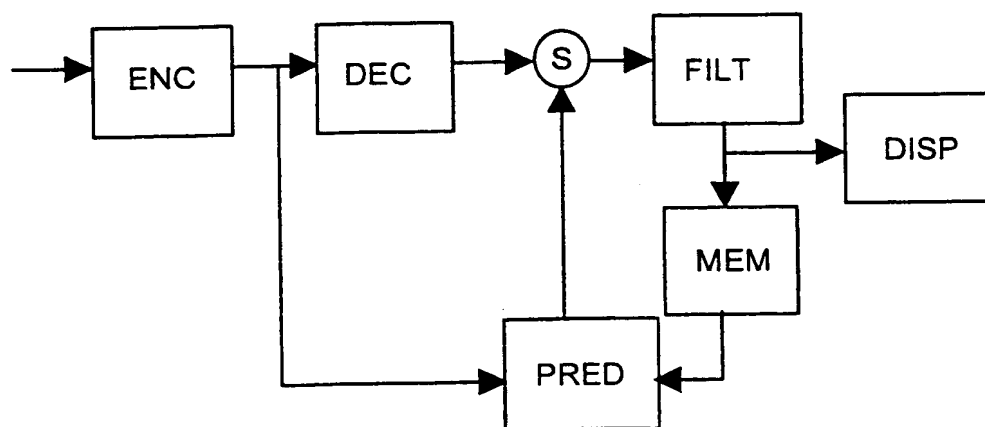 ENC
DEC
S
FILT
DISP
MEM
PRED